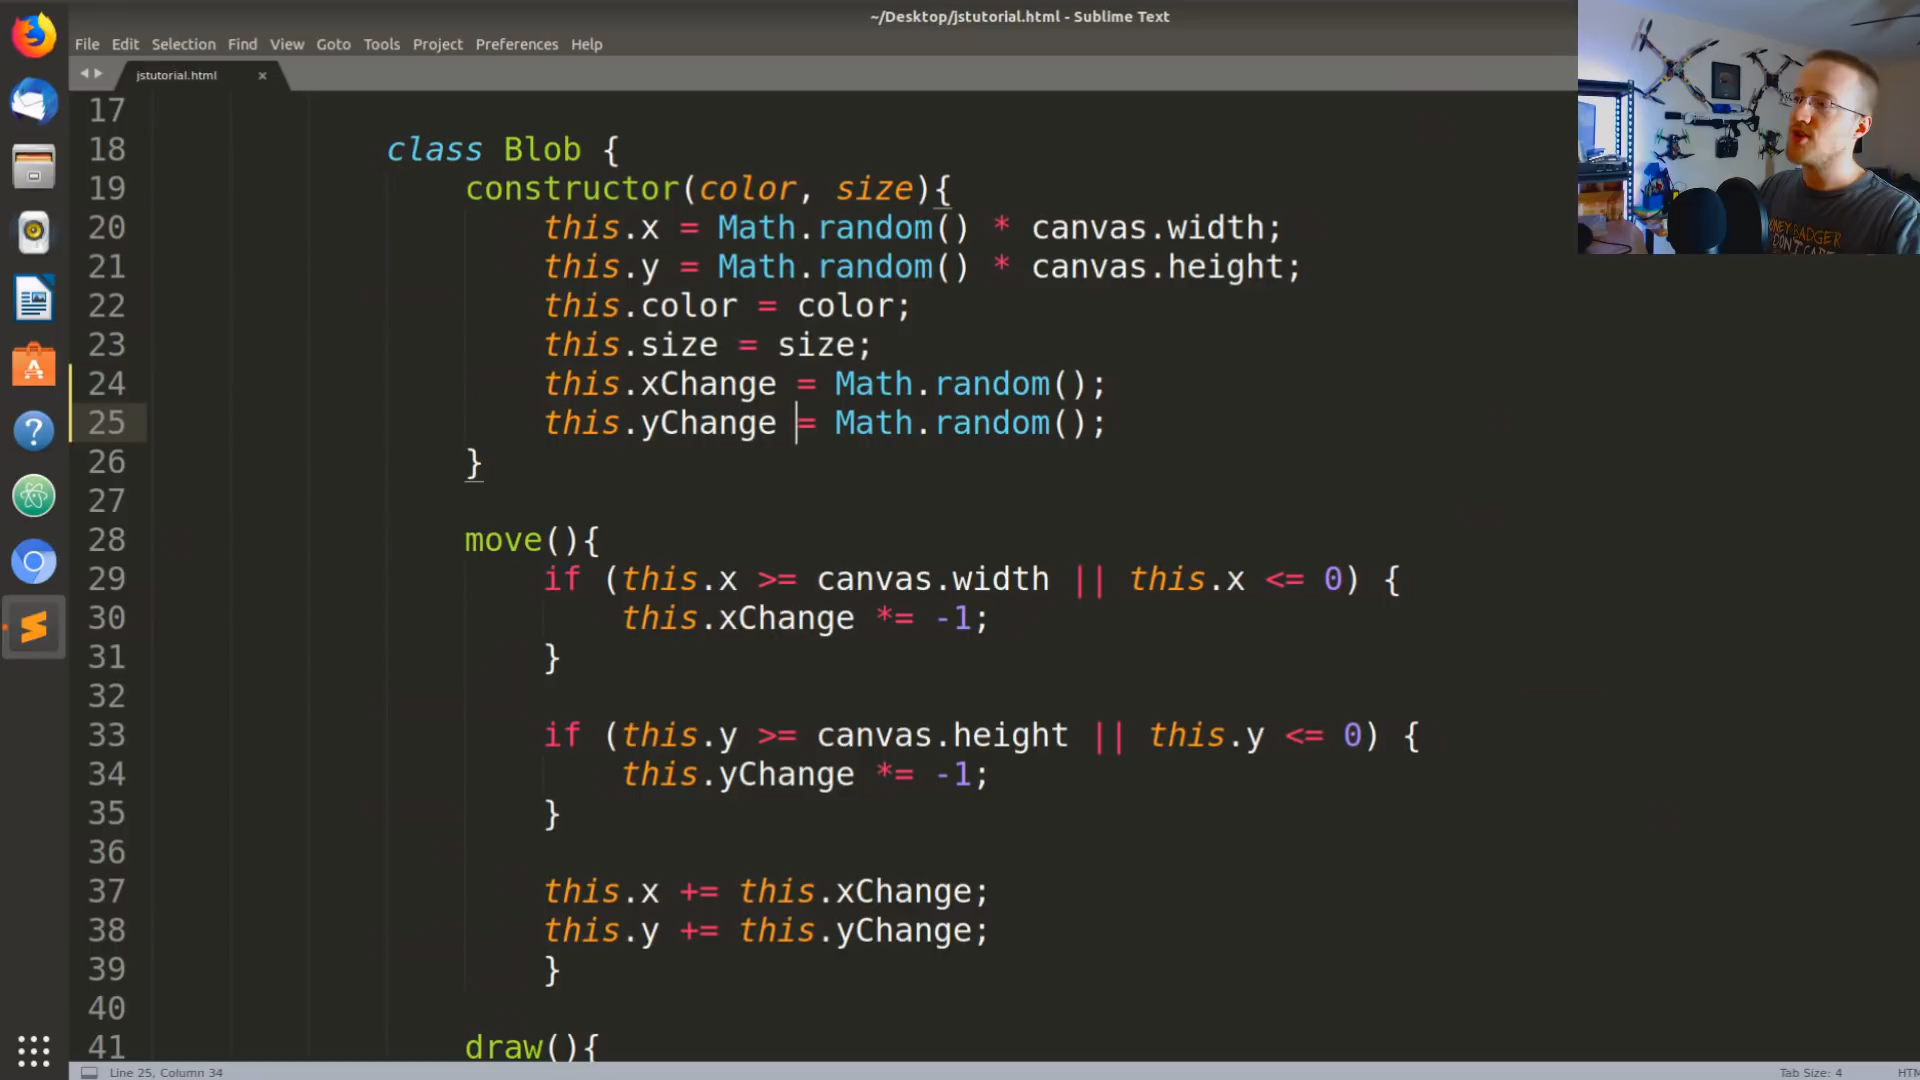 ~/Desktop/jstutorial.html - Sublime Text
File Edit Selection Find View Goto Tools Project Preferences Help
jstutorial.html
17
18 class Blob {
19 constructor(color, size){
20 this.x = Math.random() * canvas.width;
21 this.y = Math.random() * canvas.height;
22 this.color = color;
23 this.size = size;
24 this.xChange = Math.random();
25 this.yChange = Math.random();
26 }
27
28 move(){
29 if (this.x >= canvas.width || this.x <= 0) {
30 this.xChange *= -1;
31 }
32
33 if (this.y >= canvas.height || this.y <= 0) {
34 this.yChange *= -1;
35 }
36
37 this.x += this.xChange;
38 this.y += this.yChange;
39 }
40
41 draw(){
Line 25, Column 34
Tab Size: 4
HTM